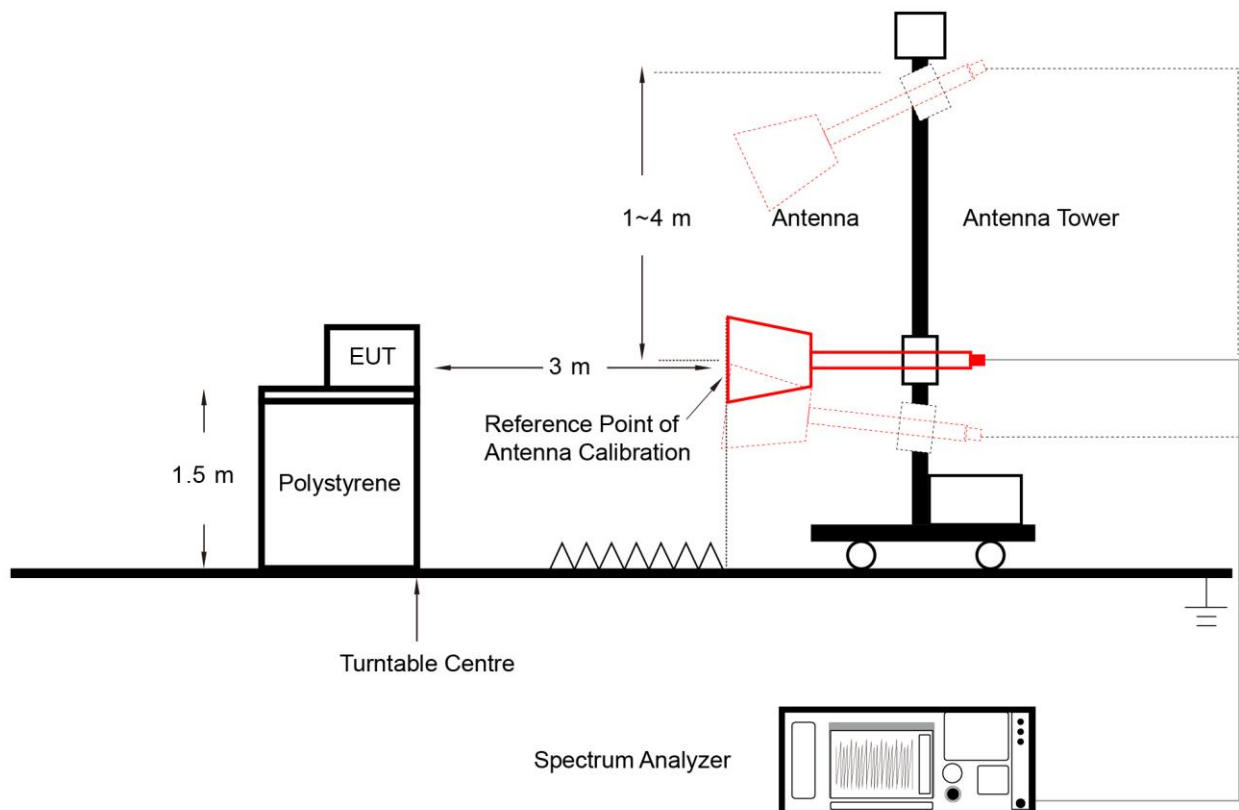 1~4 m
Antenna
Antenna Tower
EUT
3 m
Reference Point of
Antenna Calibration
1.5 m
Polystyrene
Turntable Centre
Spectrum Analyzer